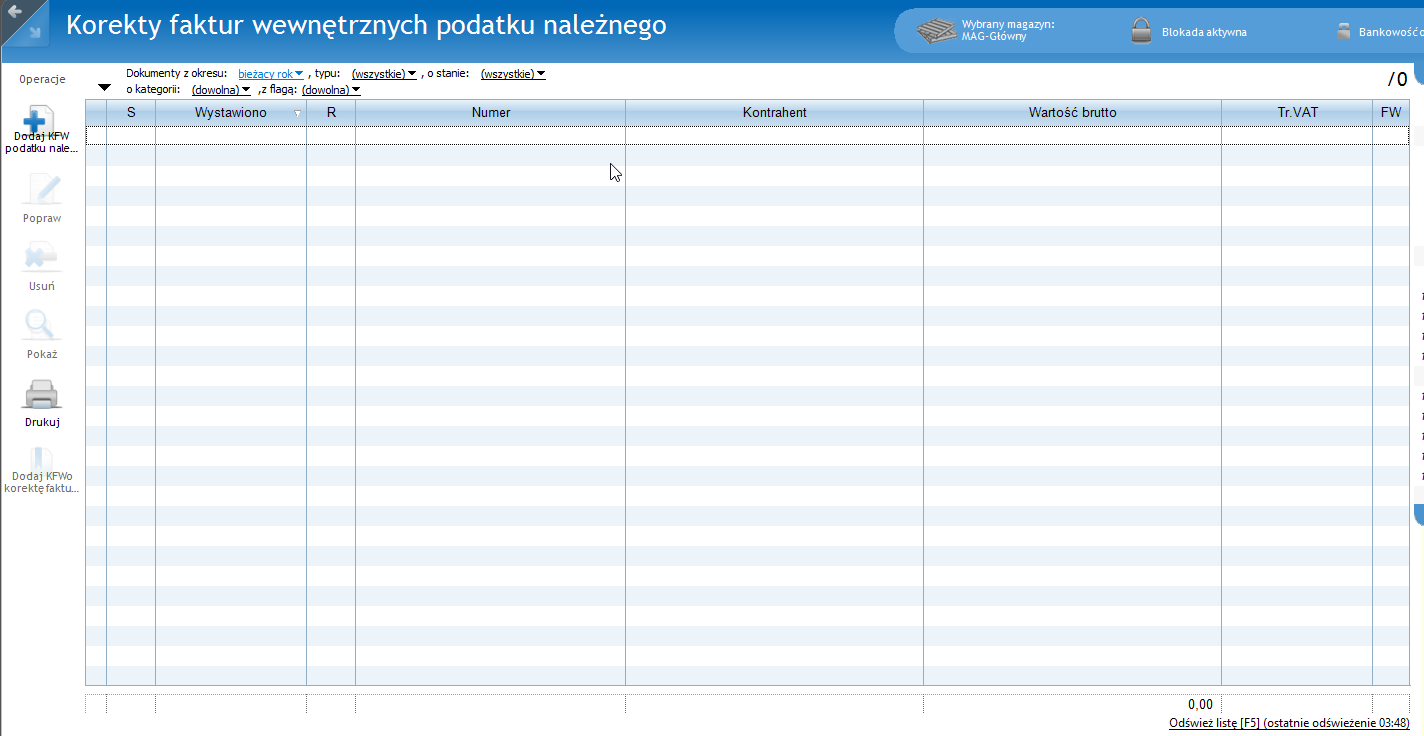 Korekty faktur wewnętrznych podatku należnego
Wybrany magazyn:
MAG-Główny
Blokada aktywna
Bankowość o
Operacje
Dokumenty z okresu: bieżący rok , typu: (wszystkie) , o stanie: (wszystkie)
o kategorii: (dowolna) ,z flagą: (dowolna)
/0
S Wystawiono R Numer Kontrahent Wartość brutto Tr.VAT FW
Dodaj KFW
podatku nale...
Popraw
Usuń
Pokaż
Drukuj
Dodaj KFWo
korektę faktu...
0,00
Odśwież listę [F5] (ostatnie odświeżenie 03:48)